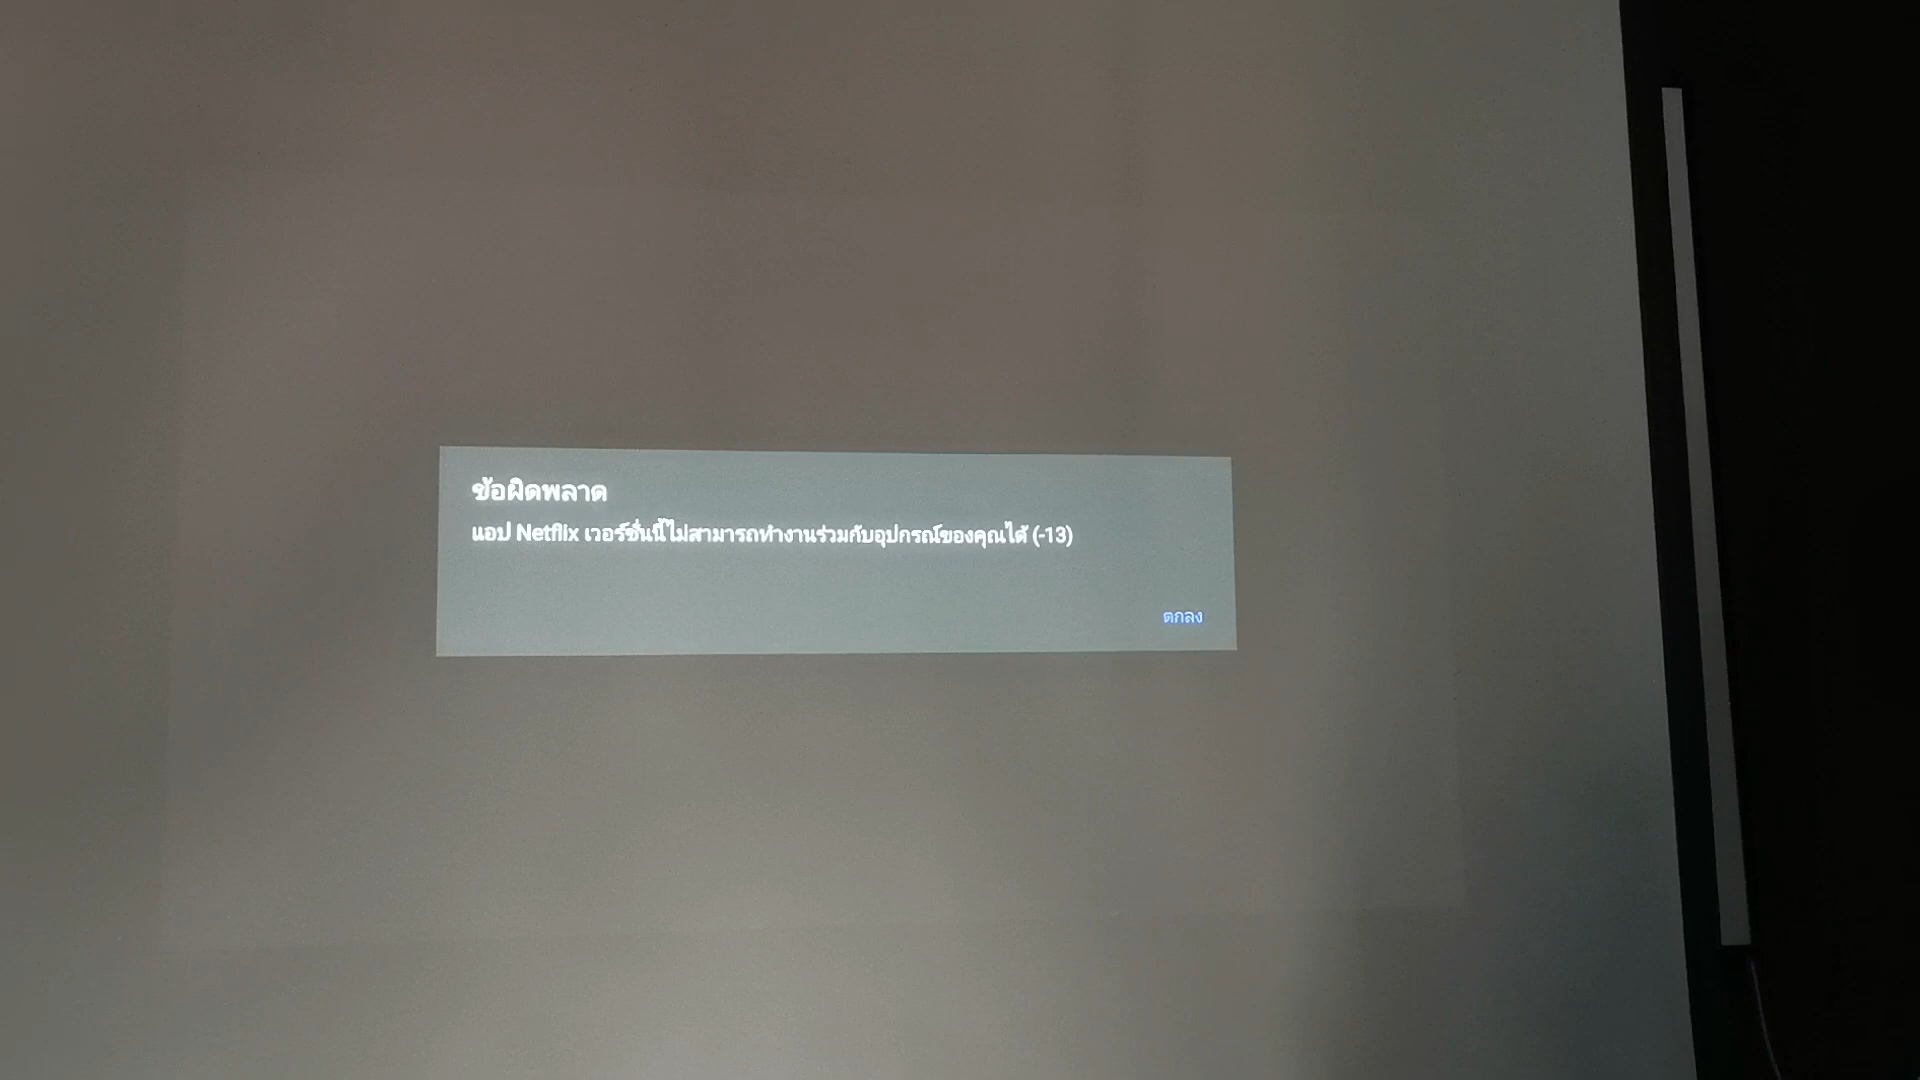 ข้อผิดพลาด
แอป Netflix เวอร์ชั่นนี้ไม่สามารถทำงานร่วมกับอุปกรณ์ของคุณได้ (-13)
ตกลง